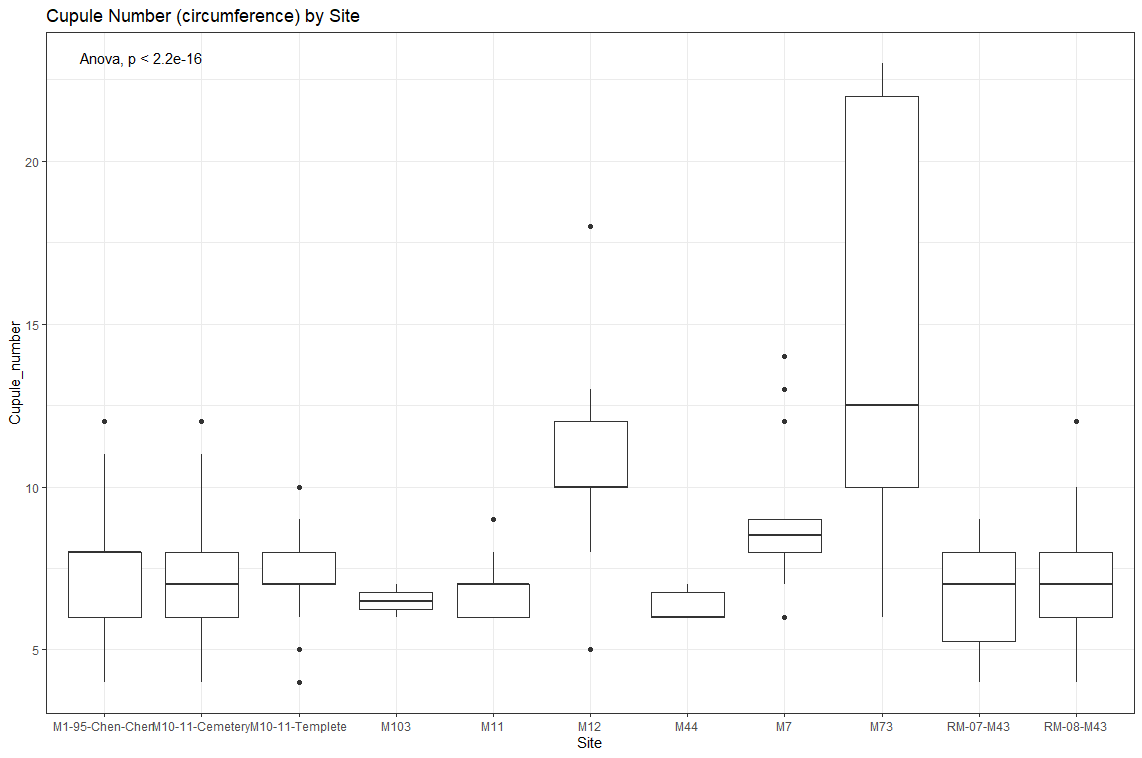 Cupule Number (circumference) by Site
Anova, p < 2.2e-16
20
15
10
5
Cupule_number
M1-95-Chen-Chen
M10-11-Cemetery
M10-11-Templete
M103
M11
M12
M44
M7
M73
RM-07-M43
RM-08-M43
Site